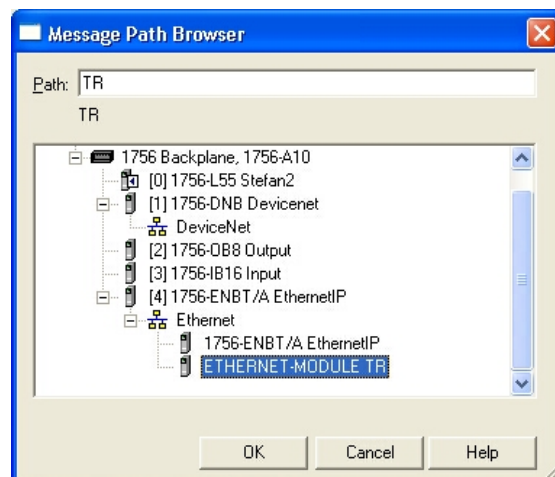 Message Path Browser
Path: TR
TR
1756 Backplane, 1756-A10
[0] 1756-L55 Stefan2
[1] 1756-DNB Devicenet
DeviceNet
[2] 1756-OB8 Output
[3] 1756-IB16 Input
[4] 1756-ENBT/A EthernetIP
Ethernet
1756-ENBT/A EthernetIP
ETHERNET-MODULE TR
OK Cancel Help